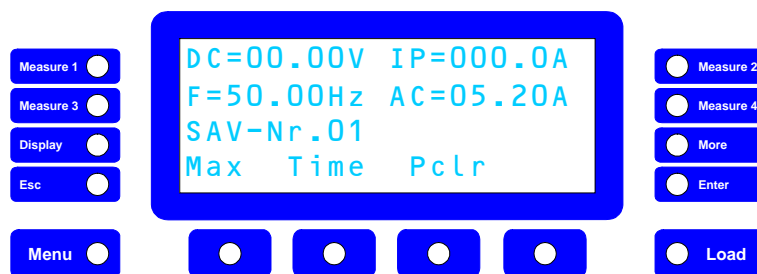 DC=00.00V IP=000.0A
F=50.00Hz AC=05.20A
SAV-Nr.01
Max Time Pclr
Measure 1
Measure 3
Display
Esc
Menu
Measure 2
Measure 4
More
Enter
Load